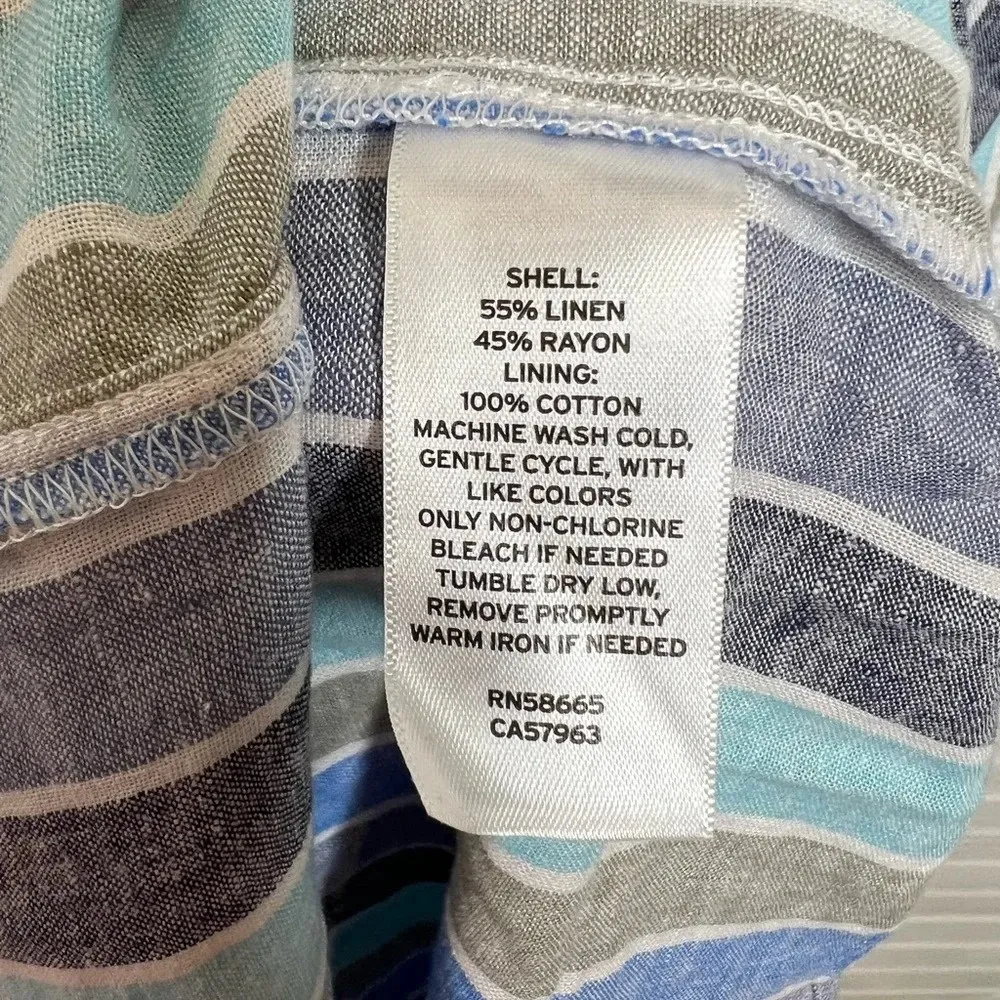 SHELL:
55% LINEN
45% RAYON
LINING:
100% COTTON
MACHINE WASH COLD,
GENTLE CYCLE, WITH
LIKE COLORS
ONLY NON-CHLORINE
BLEACH IF NEEDED
TUMBLE DRY LOW,
REMOVE PROMPTLY
WARM IRON IF NEEDED
RN58665
CA57963